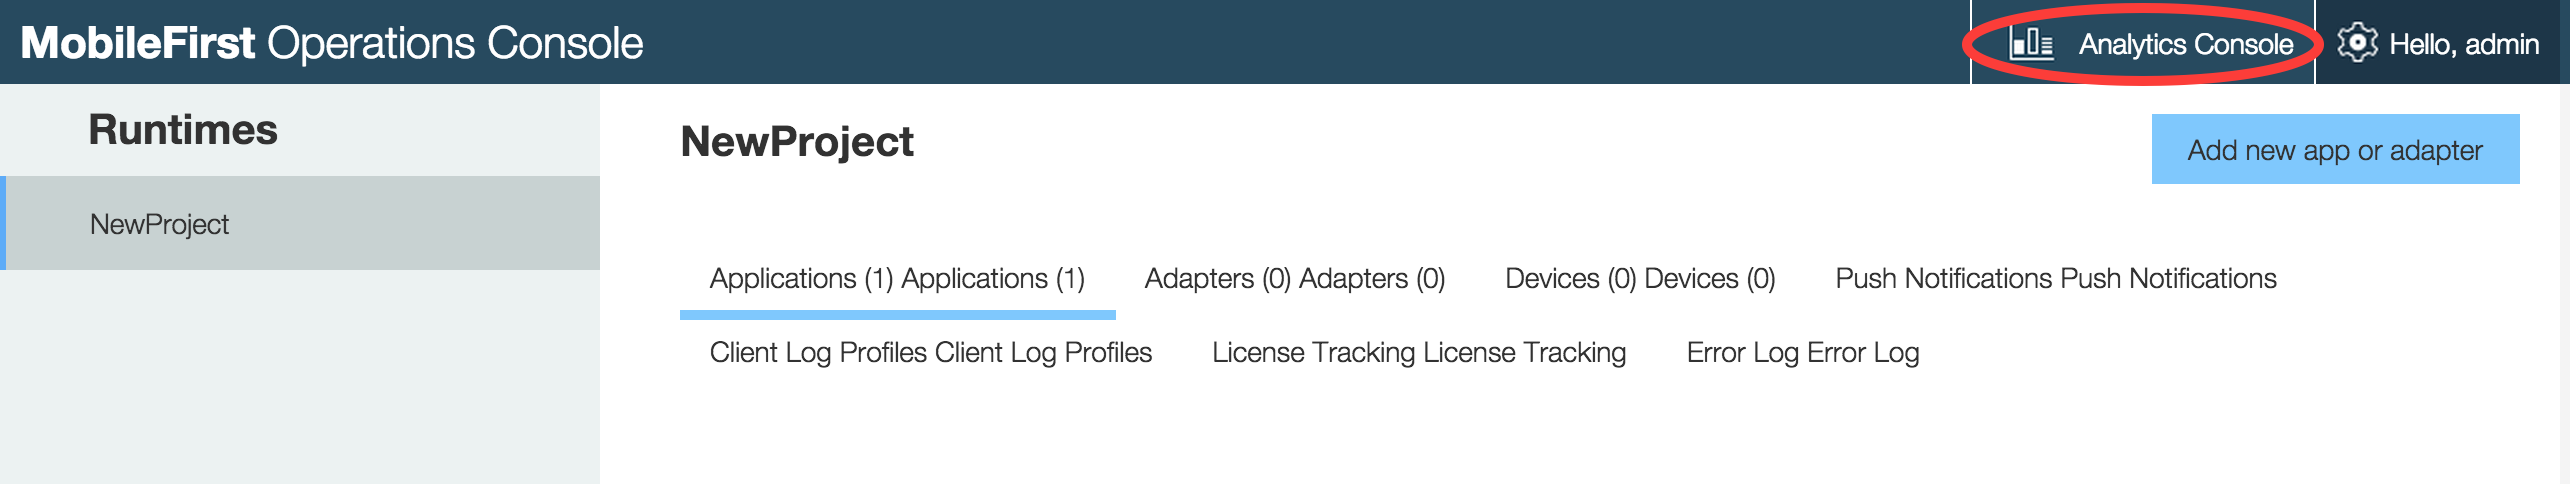 MobileFirst Operations Console
Analytics Console
Hello, admin
Runtimes
NewProject
NewProject
Add new app or adapter
Applications (1) Applications (1)
Adapters (0) Adapters (0)
Devices (0) Devices (0)
Push Notifications Push Notifications
Client Log Profiles Client Log Profiles
License Tracking License Tracking
Error Log Error Log